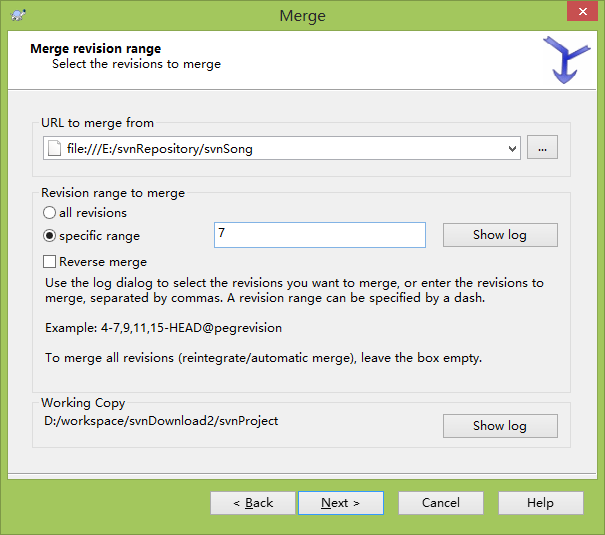 Merge
Merge revision range
Select the revisions to merge
URL to merge from
file:///E:/svnRepository/svnSong
...
Revision range to merge
all revisions
specific range
7
Show log
Reverse merge
Use the log dialog to select the revisions you want to merge, or enter the revisions to
merge, separated by commas. A revision range can be specified by a dash.
Example: 4-7,9,11,15-HEAD@pegrevision
To merge all revisions (reintegrate/automatic merge), leave the box empty.
Working Copy
D:/workspace/svnDownload2/svnProject
Show log
< Back
Next >
Cancel
Help